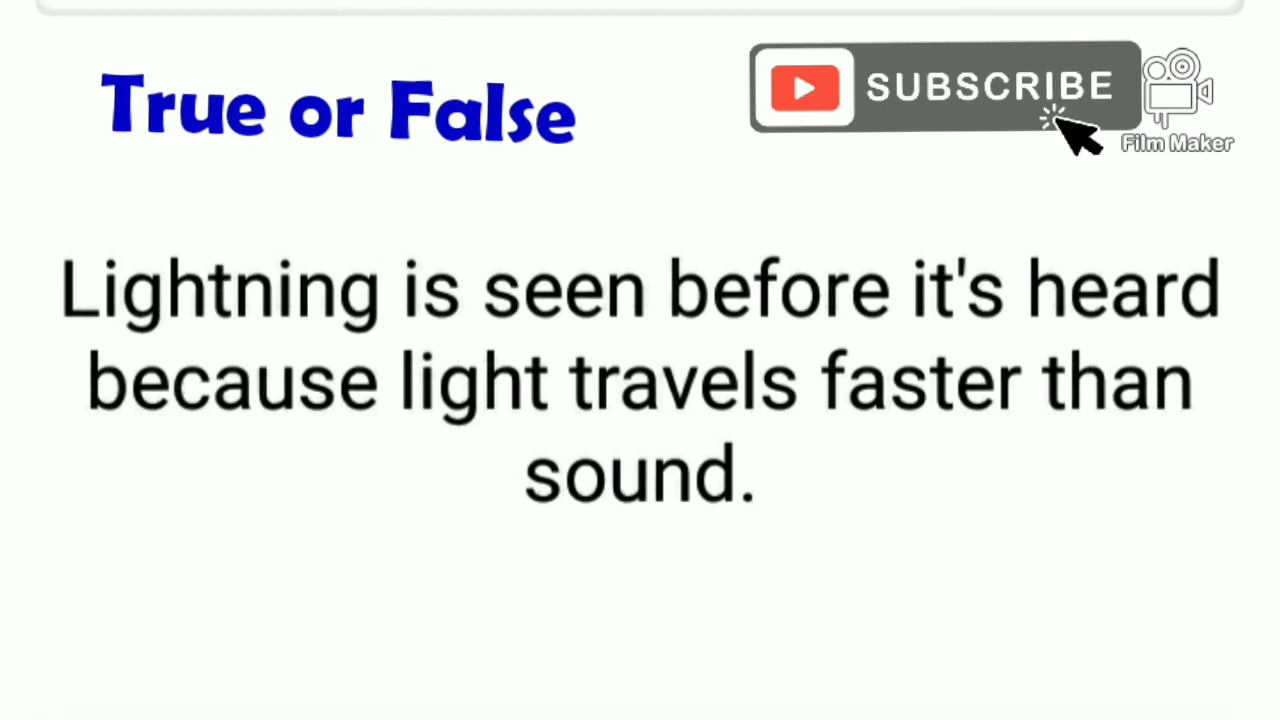 True or False
SUBSCRIBE
Film Maker
Lightning is seen before it's heard
because light travels faster than
sound.